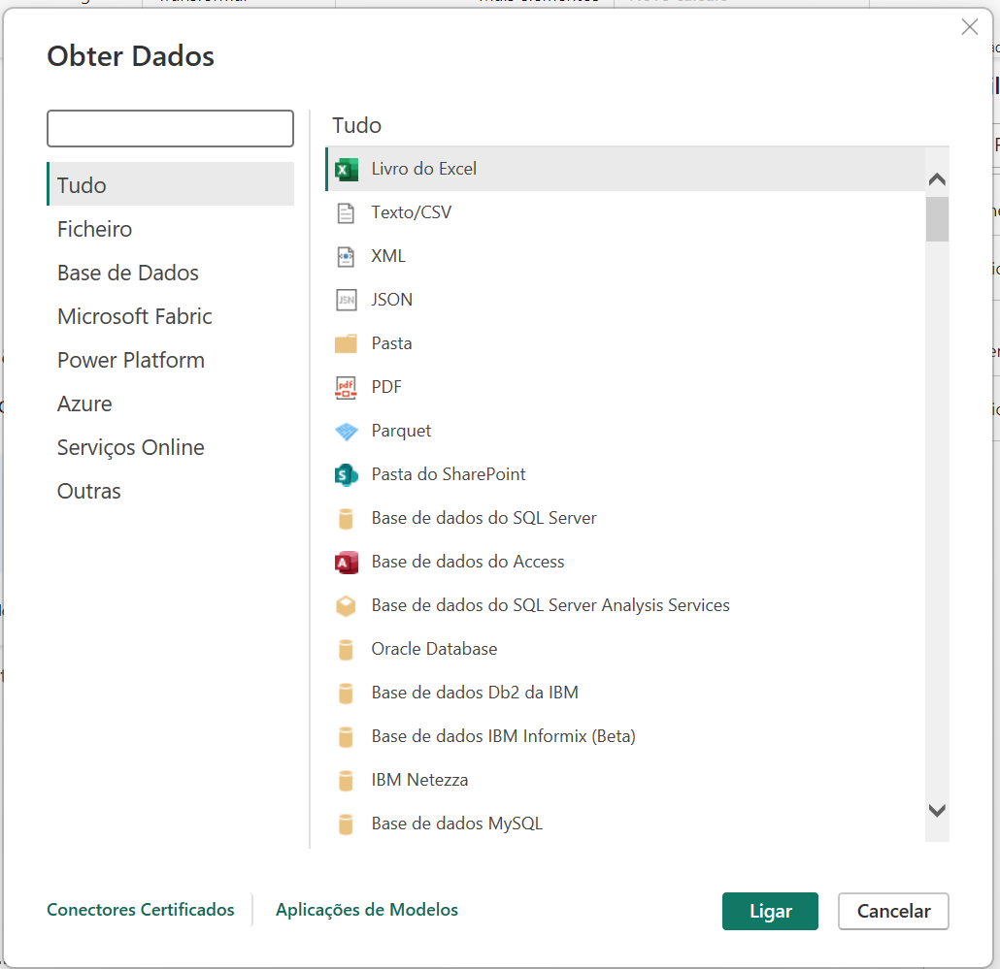 Obter Dados
Tudo
Ficheiro
Base de Dados
Microsoft Fabric
Power Platform
Azure
Serviços Online
Outras
Tudo
Livro do Excel
Texto/CSV
XML
JSON
Pasta
PDF
Parquet
Pasta do SharePoint
Base de dados do SQL Server
Base de dados do Access
Base de dados do SQL Server Analysis Services
Oracle Database
Base de dados Db2 da IBM
Base de dados IBM Informix (Beta)
IBM Netezza
Base de dados MySQL
Conectores Certificados
Aplicações de Modelos
Ligar
Cancelar